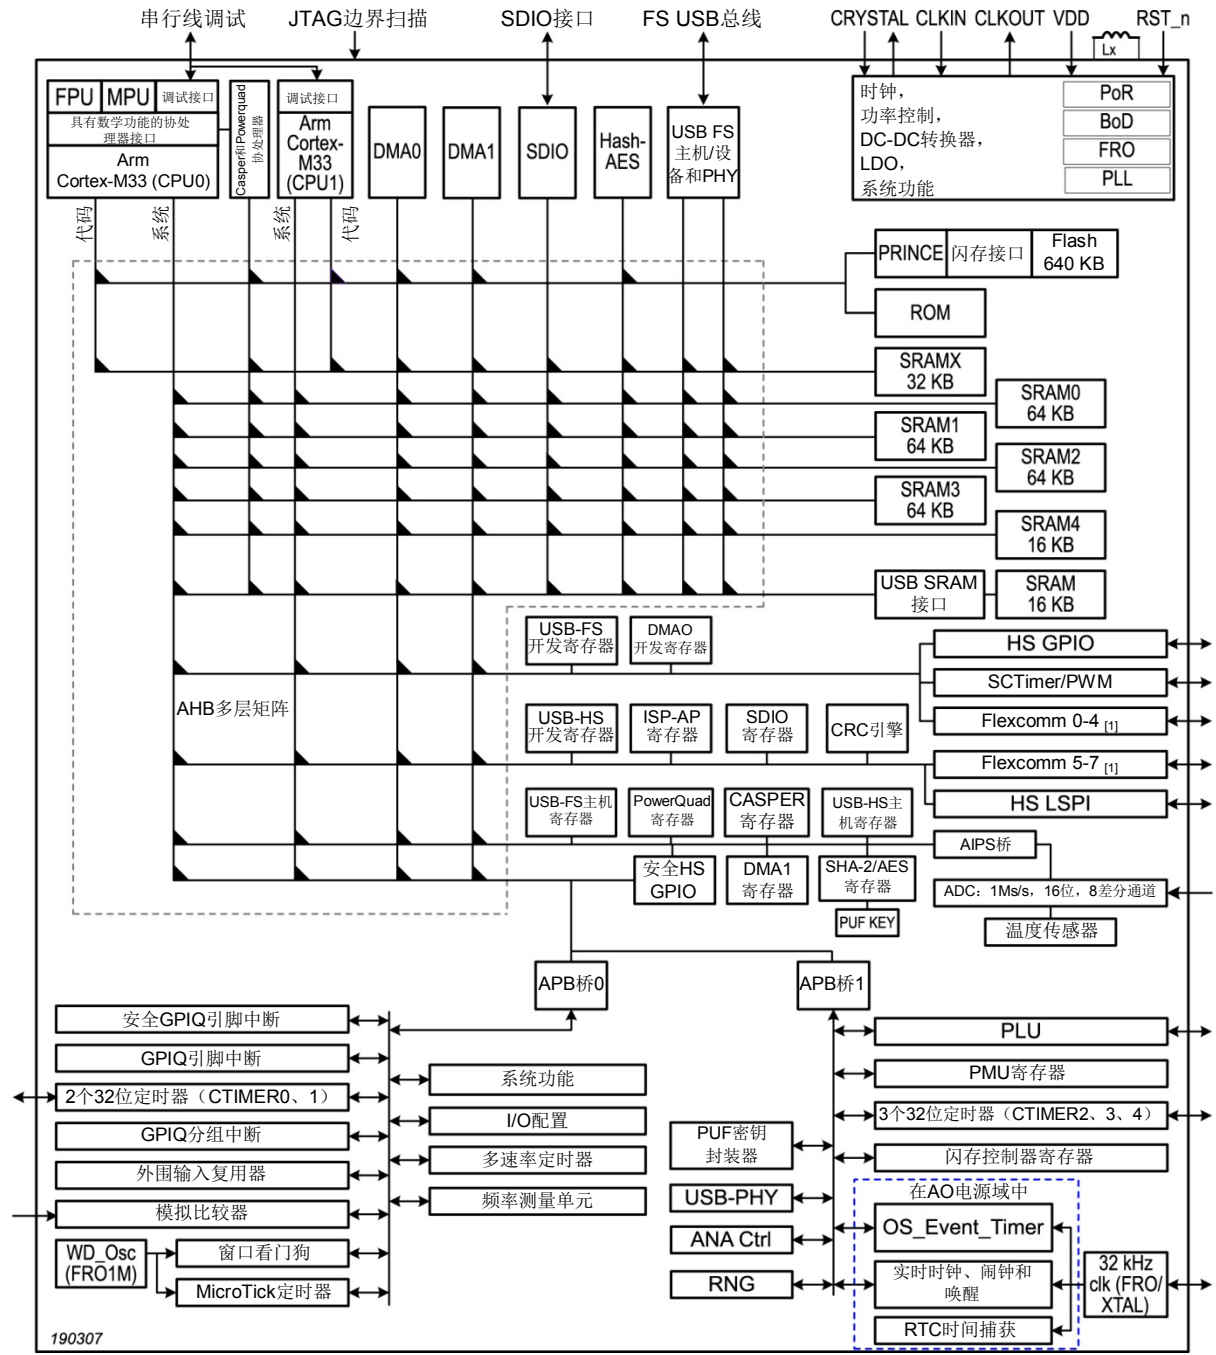 串行线调试 JTAG边界扫描 SDIO接口 FS USB总线 CRYSTAL CLKIN CLKOUT VDD RST_n
Lx
FPU MPU 调试接口
具有数学功能的协处
理器接口
Arm
Cortex-M33 (CPU0)
Casper和Powerquad
协处理器
调试接口
Arm
Cortex-
M33
(CPU1)
DMA0
DMA1
SDIO
Hash-
AES
USB FS
主机/设
备和PHY
时钟，
功率控制，
DC-DC转换器，
LDO，
系统功能
PoR
BoD
FRO
PLL
代码
系统
系统
代码
PRINCE 闪存接口 Flash
640 KB
ROM
SRAMX
32 KB
SRAM0
64 KB
SRAM1
64 KB
SRAM2
64 KB
SRAM3
64 KB
SRAM4
16 KB
USB SRAM
接口
SRAM
16 KB
AHB多层矩阵
USB-FS
开发寄存器
DMAO
开发寄存器
HS GPIO
SCTimer/PWM
Flexcomm 0-4 [1]
USB-HS
开发寄存器
ISP-AP
寄存器
SDIO
寄存器
CRC引擎
Flexcomm 5-7 [1]
HS LSPI
USB-FS主机
寄存器
PowerQuad
寄存器
CASPER
寄存器
USB-HS主
机寄存器
AIPS桥
安全HS
GPIO
DMA1
寄存器
SHA-2/AES
寄存器
PUF KEY
ADC：1Ms/s，16位，8差分通道
温度传感器
APB桥0
APB桥1
安全GPIQ引脚中断
GPIQ引脚中断
2个32位定时器（CTIMER0、1）
GPIQ分组中断
外围输入复用器
模拟比较器
WD_Osc
(FRO1M)
窗口看门狗
MicroTick定时器
系统功能
I/O配置
多速率定时器
频率测量单元
PUF密钥
封装器
USB-PHY
ANA Ctrl
RNG
PLU
PMU寄存器
3个32位定时器（CTIMER2、3、4）
闪存控制器寄存器
在AO电源域中
OS_Event_Timer
实时时钟、闹钟和
唤醒
RTC时间捕获
32 kHz
clk (FRO/
XTAL)
190307